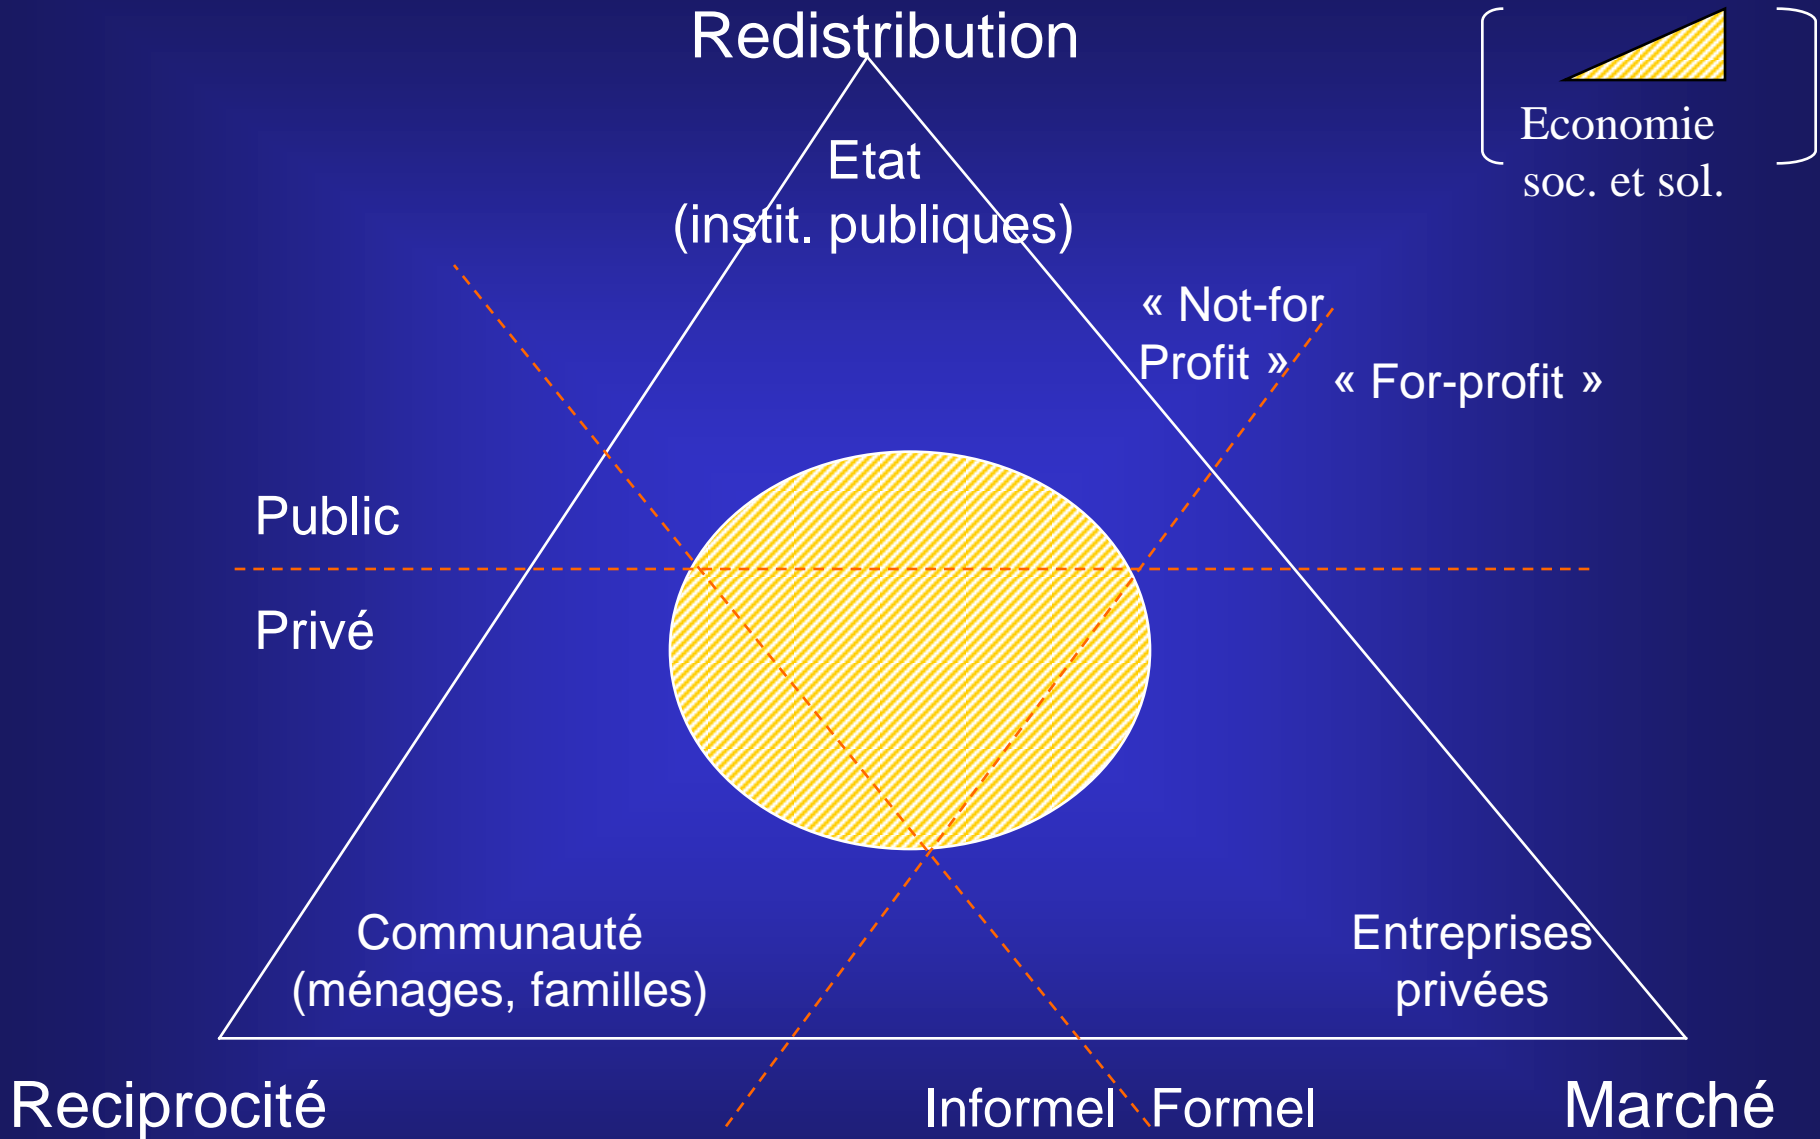 Redistribution
Economie
soc. et sol.
Etat
(instit. publiques)
« Not-for
Profit »
« For-profit »
Public
Privé
Communauté
(ménages, familles)
Entreprises
privées
Reciprocité
Informel
Formel
Marché